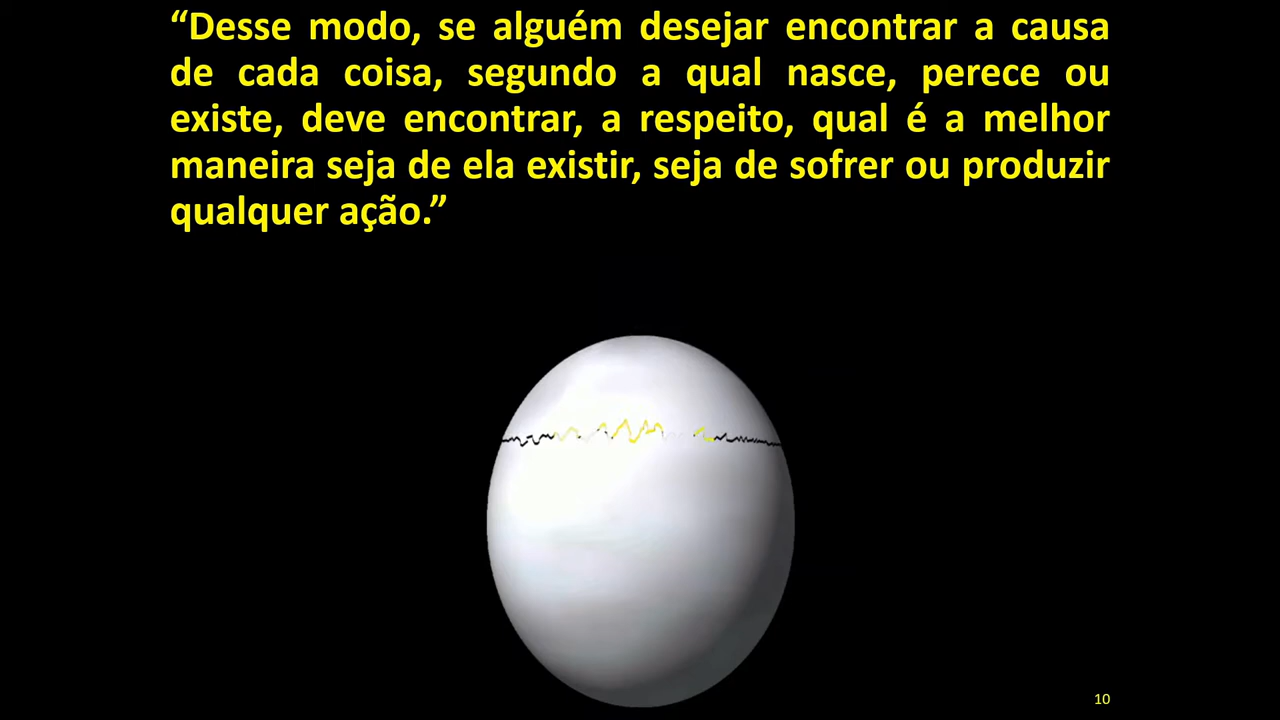 “Desse modo, se alguém desejar encontrar a causa
de cada coisa, segundo a qual nasce, perece ou
existe, deve encontrar, a respeito, qual é a melhor
maneira seja de ela existir, seja de sofrer ou produzir
qualquer ação.”
10